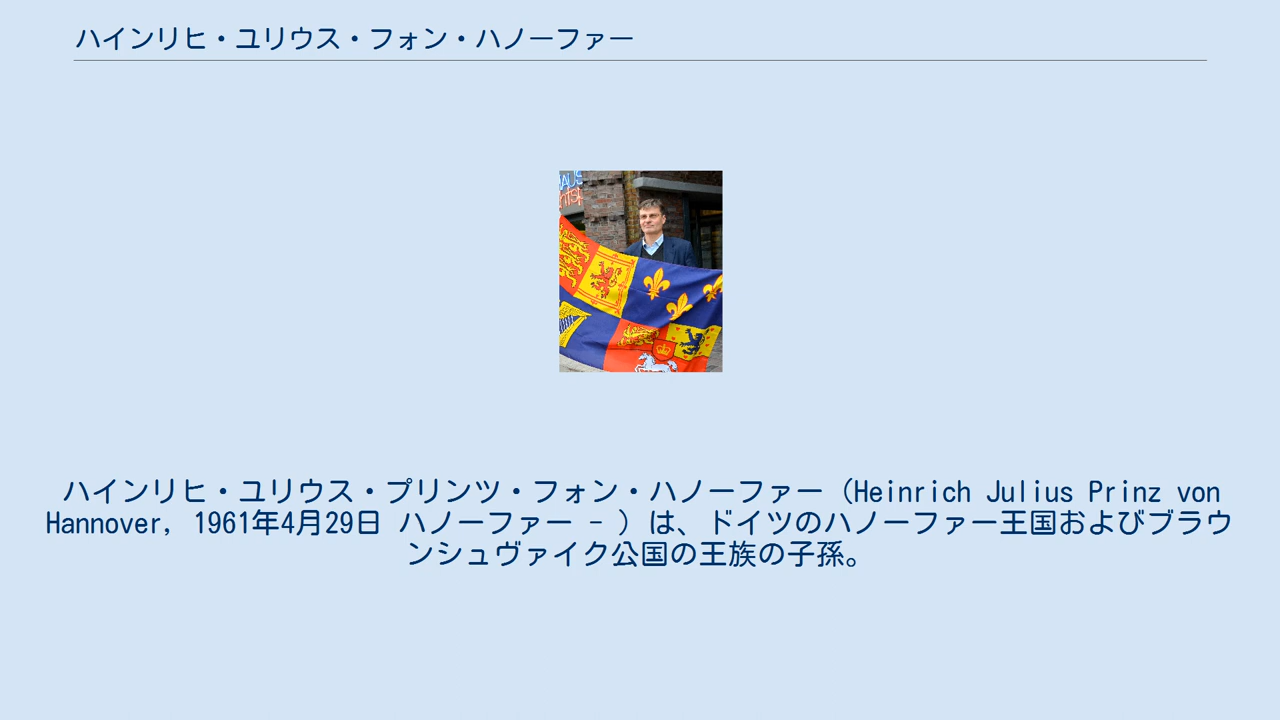 ハインリヒ・ユリウス・フォン・ハノーファー
ハインリヒ・ユリウス・プリンツ・フォン・ハノーファー（Heinrich Julius Prinz von
Hannover, 1961年4月29日 ハノーファー - ）は、ドイツのハノーファー王国およびブラウ
ンシュヴァイク公国の王族の子孫。